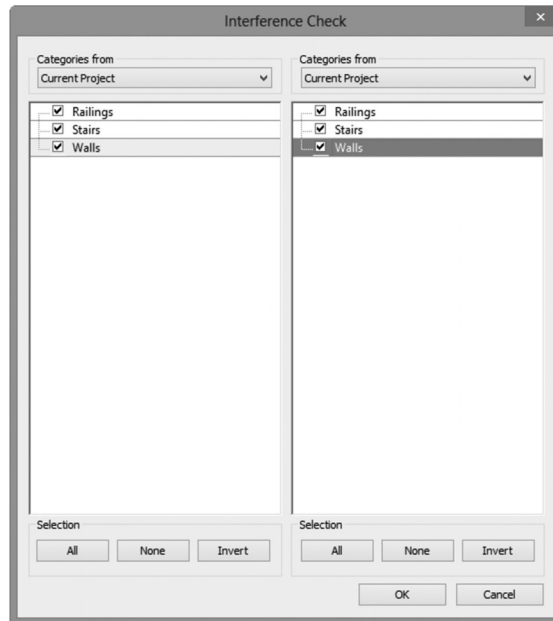 Interference Check
Categories from
Current Project
Railings
Stairs
Walls
Selection
All None Invert
Categories from
Current Project
Railings
Stairs
Walls
Selection
All None Invert
OK Cancel